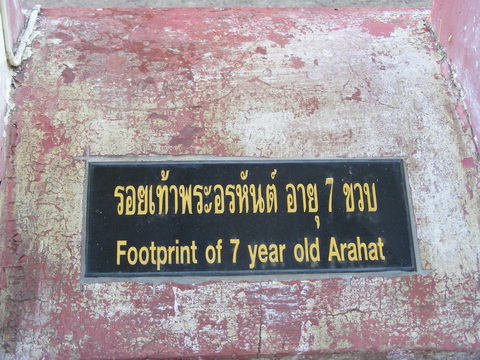 รอยเท้าพระอรหันต์ อายุ 7 ขวบ
Footprint of 7 year old Arahat